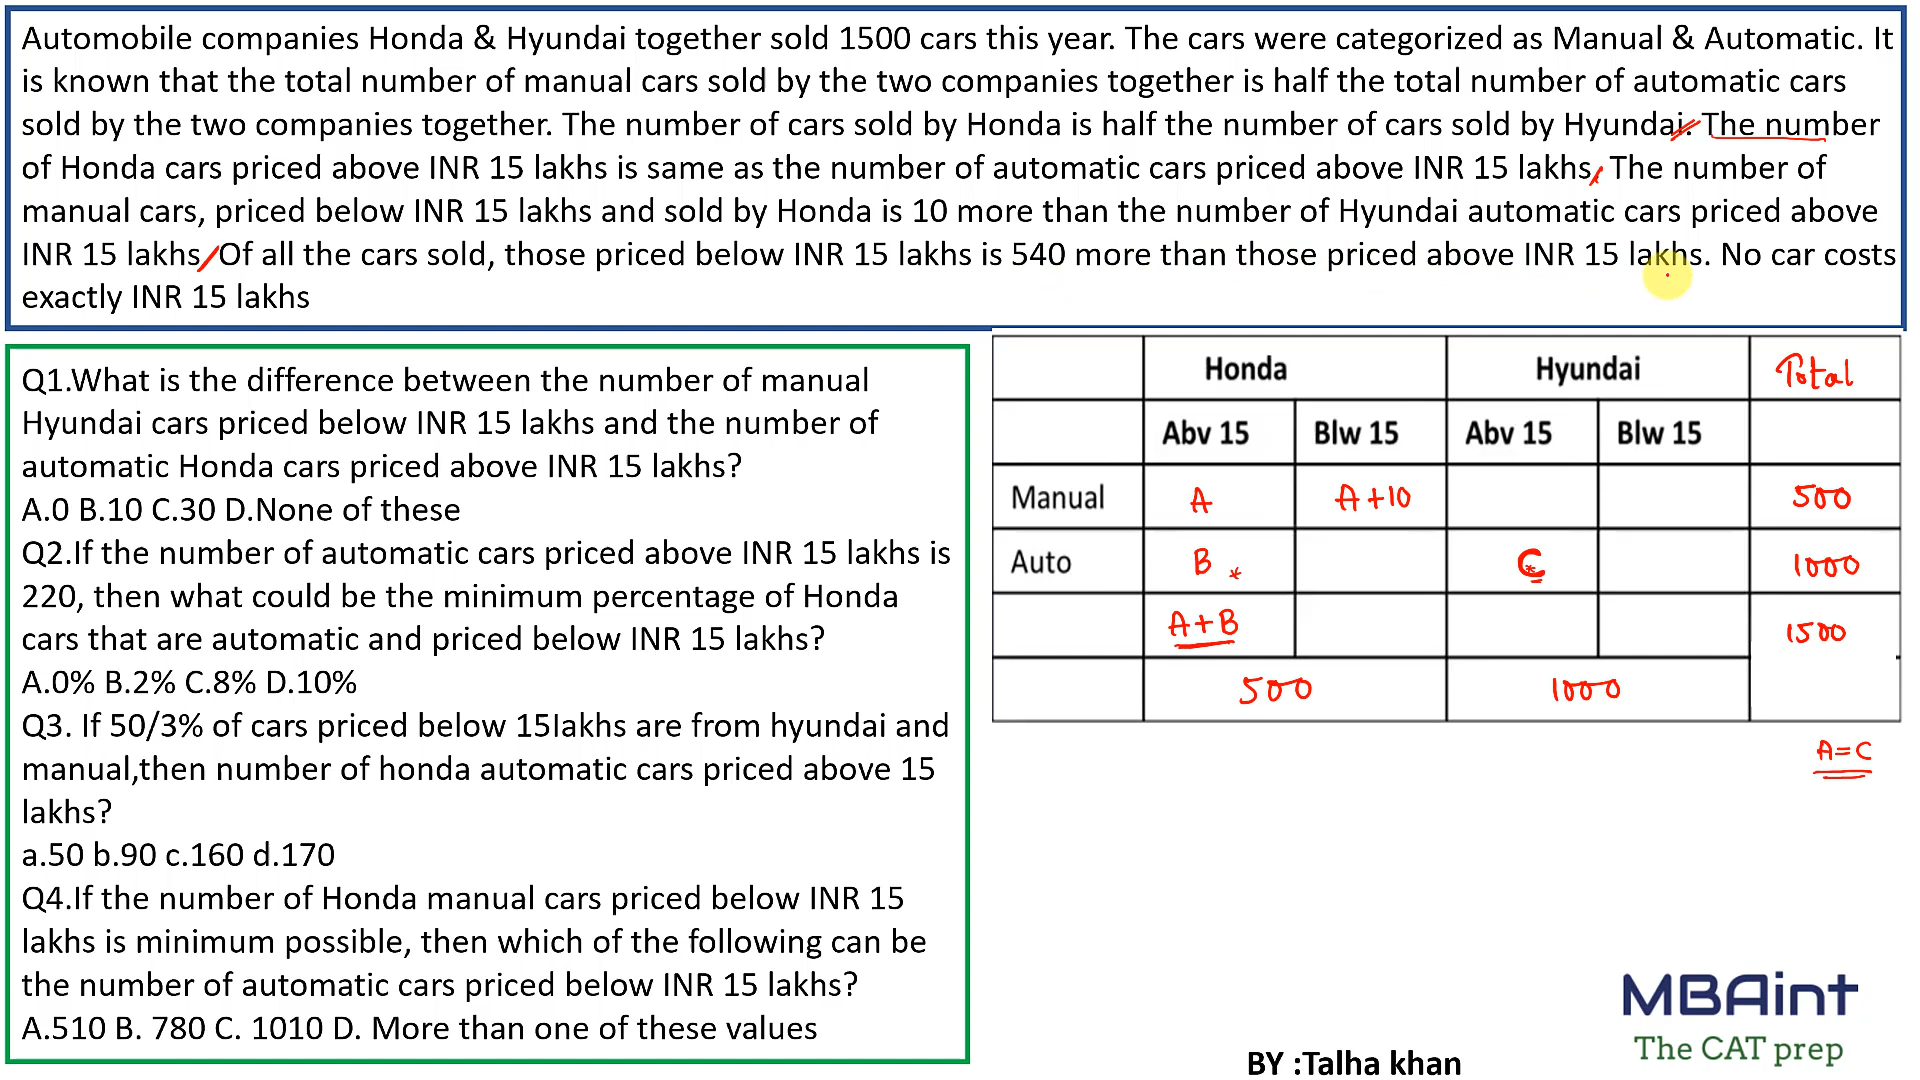 Automobile companies Honda & Hyundai together sold 1500 cars this year. The cars were categorized as Manual & Automatic. It
is known that the total number of manual cars sold by the two companies together is half the total number of automatic cars
sold by the two companies together. The number of cars sold by Honda is half the number of cars sold by Hyundai. The number
of Honda cars priced above INR 15 lakhs is same as the number of automatic cars priced above INR 15 lakhs. The number of
manual cars, priced below INR 15 lakhs and sold by Honda is 10 more than the number of Hyundai automatic cars priced above
INR 15 lakhs. Of all the cars sold, those priced below INR 15 lakhs is 540 more than those priced above INR 15 lakhs. No car costs
exactly INR 15 lakhs
Q1.What is the difference between the number of manual
Hyundai cars priced below INR 15 lakhs and the number of
automatic Honda cars priced above INR 15 lakhs?
A.0 B.10 C.30 D.None of these
Q2.If the number of automatic cars priced above INR 15 lakhs is
220, then what could be the minimum percentage of Honda
cars that are automatic and priced below INR 15 lakhs?
A.0% B.2% C.8% D.10%
Q3. If 50/3% of cars priced below 15lakhs are from hyundai and
manual,then number of honda automatic cars priced above 15
lakhs?
a.50 b.90 c.160 d.170
Q4.If the number of Honda manual cars priced below INR 15
lakhs is minimum possible, then which of the following can be
the number of automatic cars priced below INR 15 lakhs?
A.510 B. 780 C. 1010 D. More than one of these values
Honda Hyundai Total
Abv 15 Blw 15 Abv 15 Blw 15
Manual A A+10 500
Auto B * C * 1000
A+B 1500
500 1000
A=C
MBAint
The CAT prep
BY :Talha khan